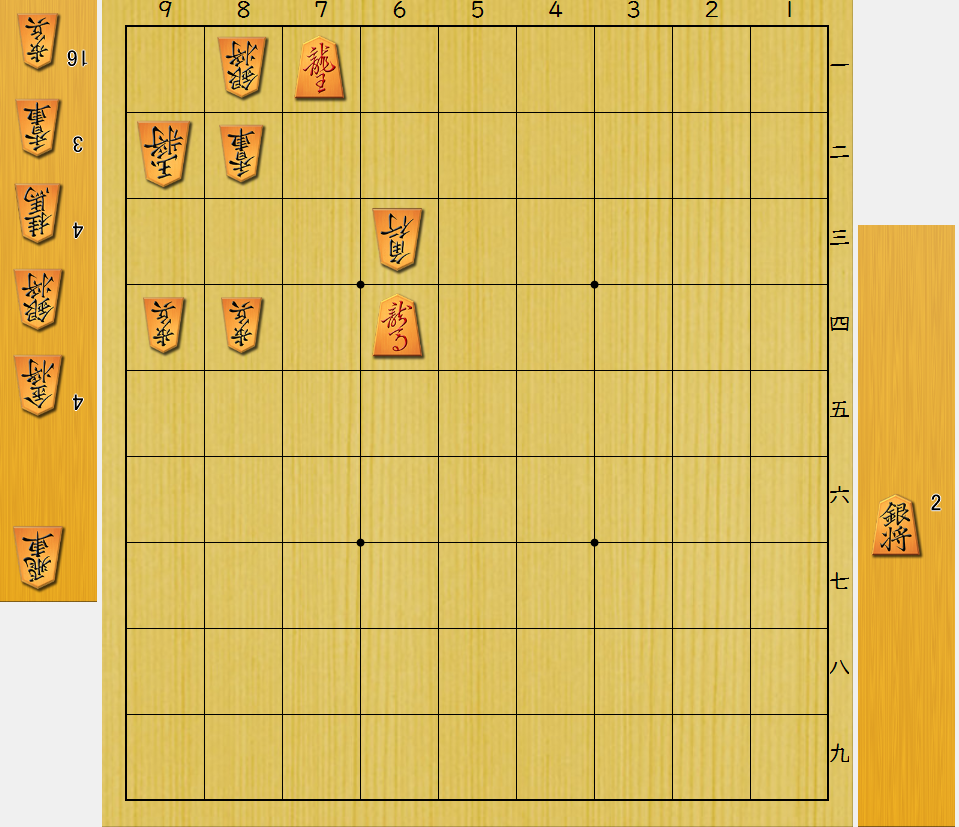 9 8 7 6 5 4 3 2 1
一
二
三
四
五
六
七
八
九
銀将 龍王
玉将 香車
角行
歩兵 歩兵 龍馬
歩兵 16
香車 3
桂馬 4
銀将
金将 4
飛車
銀将 2